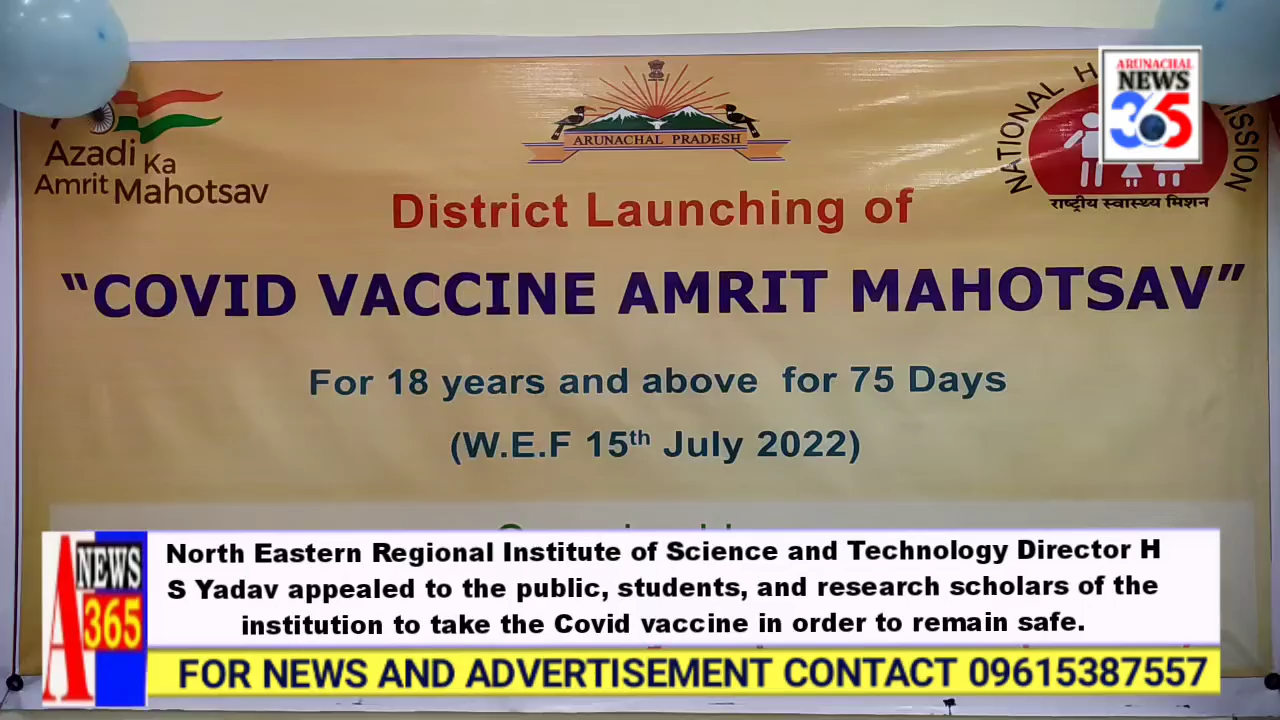 Azadi Ka
Amrit Mahotsav
ARUNACHAL PRADESH
NATIONAL
राष्ट्रीय स्वास्थ्य मिशन
ARUNACHAL
NEWS
365
District Launching of
“COVID VACCINE AMRIT MAHOTSAV”
For 18 years and above for 75 Days
(W.E.F 15th July 2022)
A NEWS
365
North Eastern Regional Institute of Science and Technology Director H
S Yadav appealed to the public, students, and research scholars of the
institution to take the Covid vaccine in order to remain safe.
FOR NEWS AND ADVERTISEMENT CONTACT 09615387557